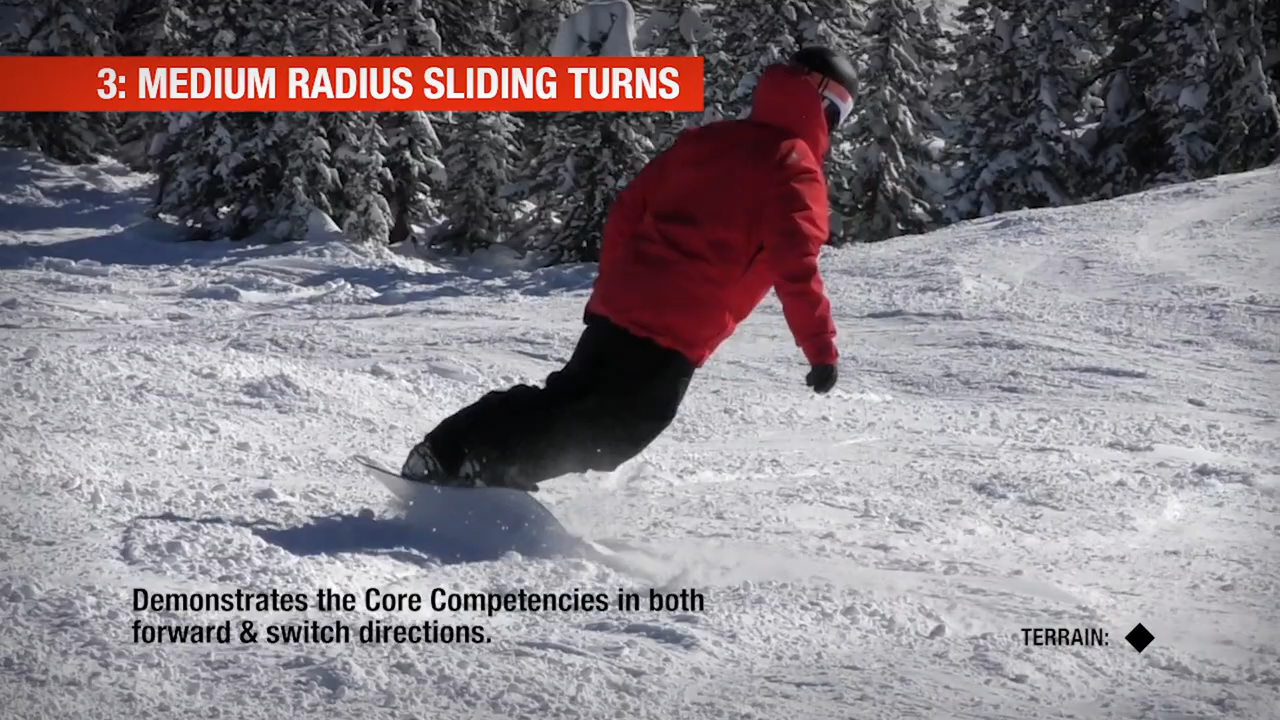 3: MEDIUM RADIUS SLIDING TURNS
Demonstrates the Core Competencies in both
forward & switch directions.
TERRAIN: